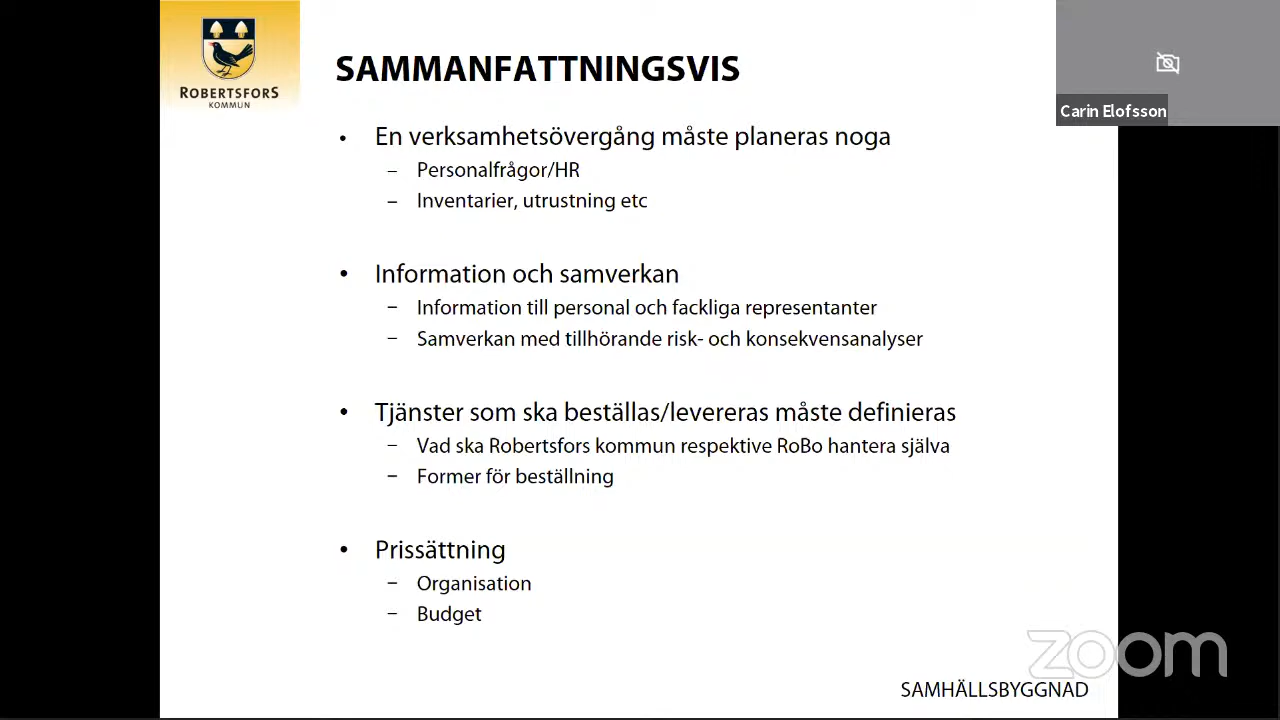 ROBERTSFORS
KOMMUN
SAMMANFATTNINGSVIS
Carin Elofsson
• En verksamhetsövergång måste planeras noga
– Personalfrågor/HR
– Inventarier, utrustning etc
• Information och samverkan
– Information till personal och fackliga representanter
– Samverkan med tillhörande risk- och konsekvensanalyser
• Tjänster som ska beställas/levereras måste definieras
– Vad ska Robertsfors kommun respektive RoBo hantera själva
– Former för beställning
• Prissättning
– Organisation
– Budget
zoom
SAMHÄLLSBYGGNAD